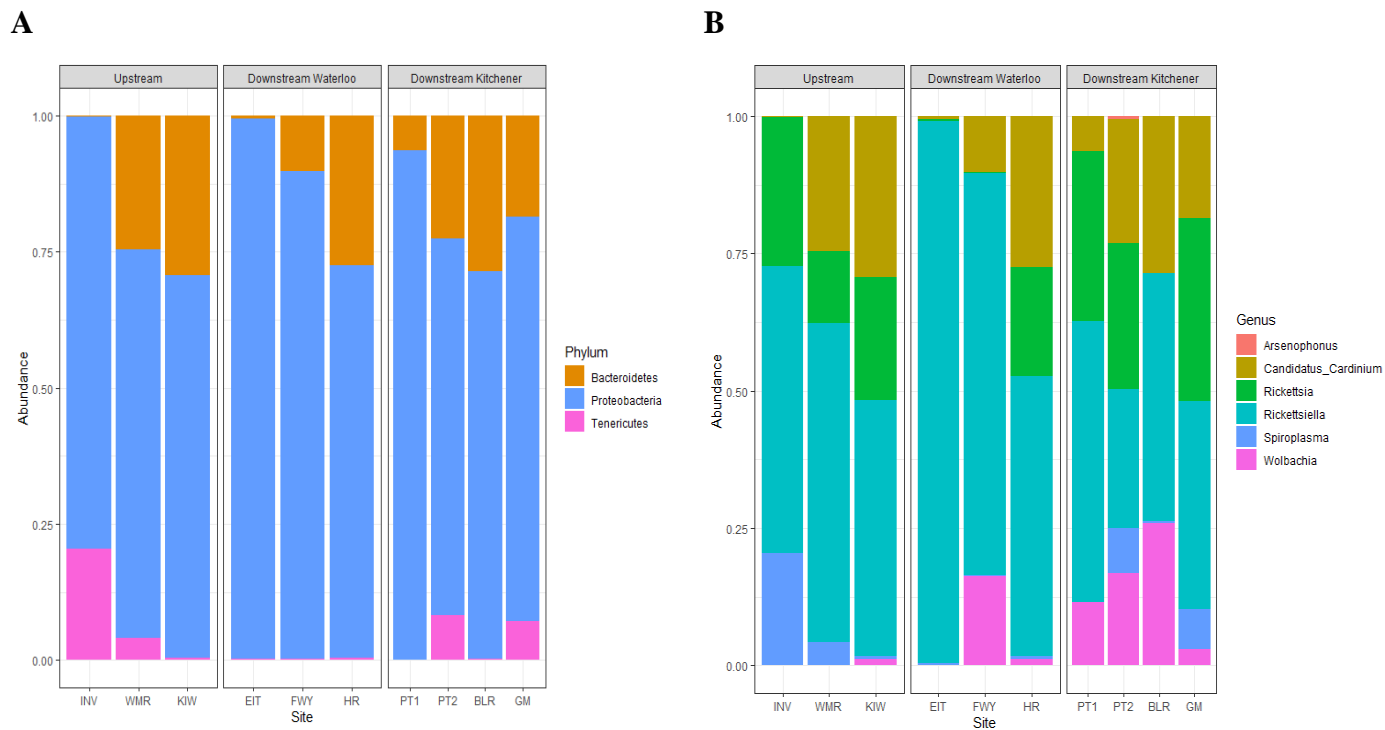 A
Upstream
Downstream Waterloo
Downstream Kitchener
1.00
0.75
0.50
0.25
0.00
Abundance
INV
WMR
KIW
EIT
FWY
HR
PT1
PT2
BLR
GM
Site
Phylum
Bacteroidetes
Proteobacteria
Tenericutes
B
Upstream
Downstream Waterloo
Downstream Kitchener
1.00
0.75
0.50
0.25
0.00
Abundance
INV
WMR
KIW
EIT
FWY
HR
PT1
PT2
BLR
GM
Site
Genus
Arsenophonus
Candidatus_Cardinium
Rickettsia
Rickettsiella
Spiroplasma
Wolbachia